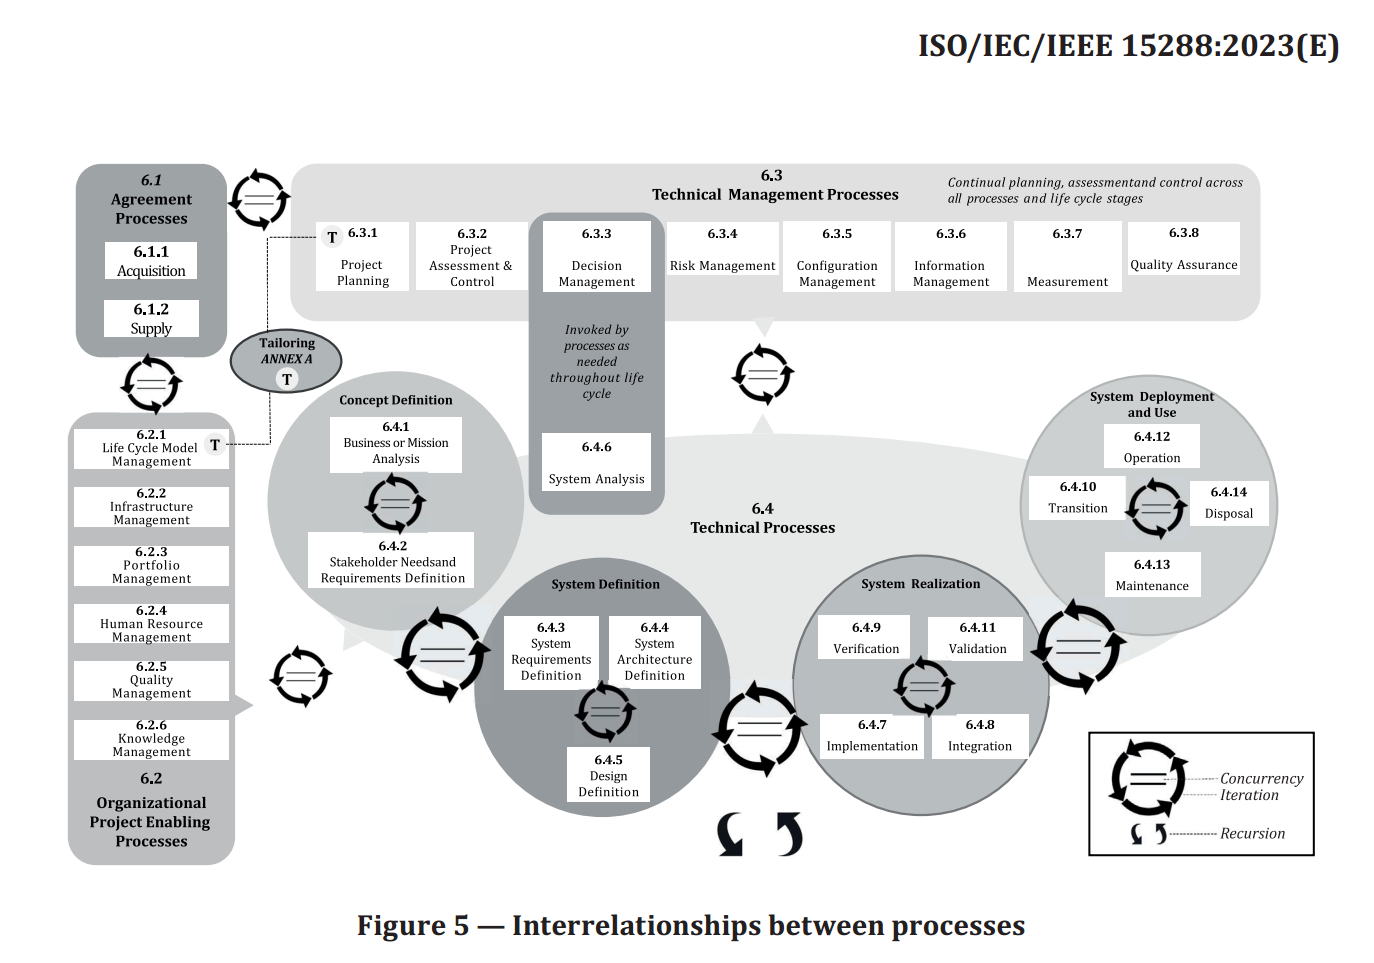 ISO/IEC/IEEE 15288:2023(E)
6.1
Agreement
Processes
6.1.1
Acquisition
6.1.2
Supply
6.3
Technical Management Processes
Continual planning, assessmentand control across
all processes and life cycle stages
T
6.3.1
Project
Planning
6.3.2
Project
Assessment &
Control
6.3.3
Decision
Management
6.3.4
Risk Management
6.3.5
Configuration
Management
6.3.6
Information
Management
6.3.7
Measurement
6.3.8
Quality Assurance
Invoked by
processes as
needed
throughout life
cycle
6.4.6
System Analysis
Tailoring
ANNEX A
T
6.2.1
Life Cycle Model
Management
T
6.2.2
Infrastructure
Management
6.2.3
Portfolio
Management
6.2.4
Human Resource
Management
6.2.5
Quality
Management
6.2.6
Knowledge
Management
6.2
Organizational
Project Enabling
Processes
Concept Definition
6.4.1
Business or Mission
Analysis
6.4.2
Stakeholder Needsand
Requirements Definition
6.4
Technical Processes
System Definition
6.4.3
System
Requirements
Definition
6.4.4
System
Architecture
Definition
6.4.5
Design
Definition
System Realization
6.4.9
Verification
6.4.11
Validation
6.4.7
Implementation
6.4.8
Integration
System Deployment
and Use
6.4.12
Operation
6.4.10
Transition
6.4.14
Disposal
6.4.13
Maintenance
Concurrency
Iteration
Recursion
Figure 5 — Interrelationships between processes